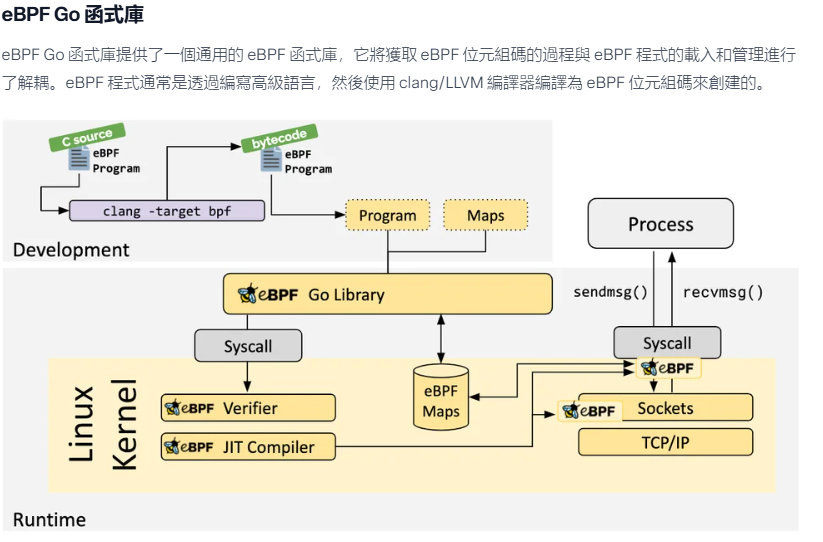 eBPF Go 函式庫
eBPF Go 函式庫提供了一個通用的 eBPF 函式庫，它將獲取 eBPF 位元組碼的過程與 eBPF 程式的載入和管理進行
了解耦。eBPF 程式通常是透過編寫高級語言，然後使用 clang/LLVM 編譯器編譯為 eBPF 位元組碼來創建的。
C source
eBPF
Program
bytecode
eBPF
Program
clang -target bpf
Program
Maps
Development
Process
sendmsg()
recvmsg()
eBPF Go Library
Syscall
Syscall
eBPF
Linux
Kernel
eBPF Verifier
eBPF
Maps
eBPF
Sockets
eBPF JIT Compiler
TCP/IP
Runtime